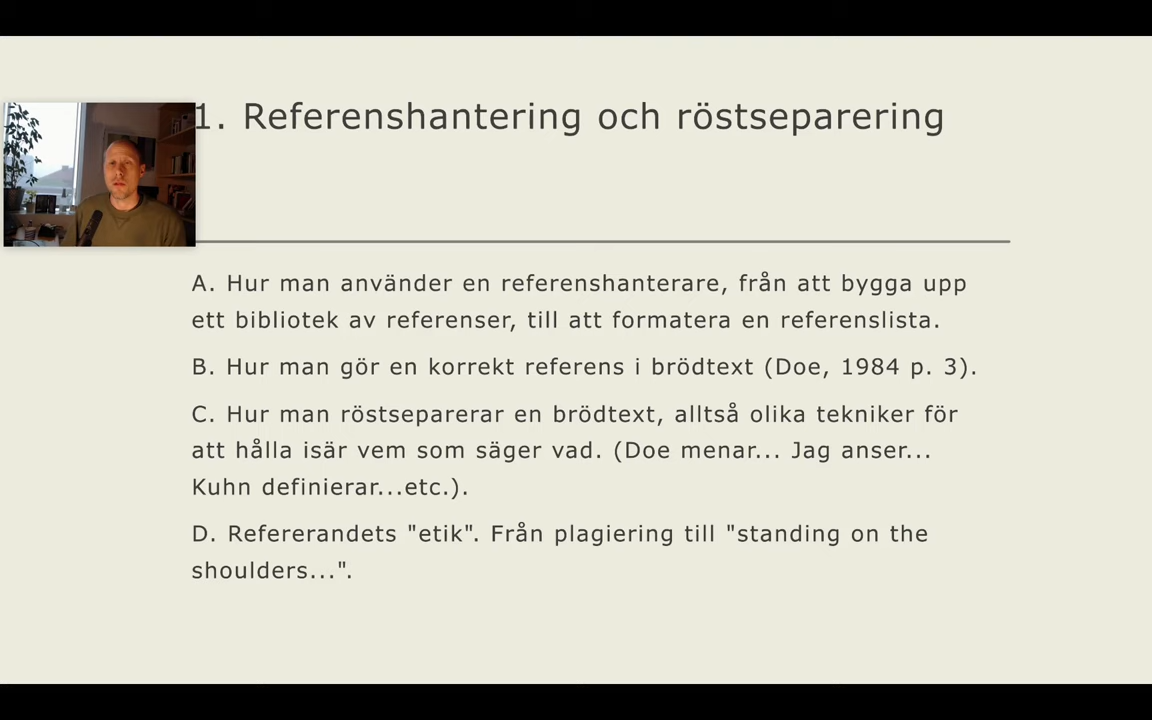 1. Referenshantering och röstseparering
A. Hur man använder en referenshanterare, från att bygga upp
ett bibliotek av referenser, till att formatera en referenslista.
B. Hur man gör en korrekt referens i brödtext (Doe, 1984 p. 3).
C. Hur man röstseparerar en brödtext, alltså olika tekniker för
att hålla isär vem som säger vad. (Doe menar... Jag anser...
Kuhn definierar...etc.).
D. Refererandets "etik". Från plagiering till "standing on the
shoulders...".